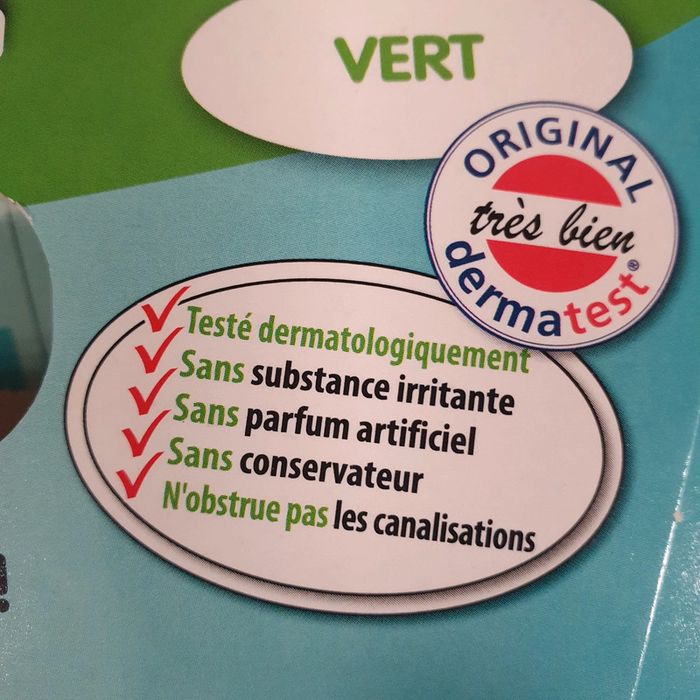 VERT
ORIGINAL
très bien
dermatest®
Testé dermatologiquement
Sans substance irritante
Sans parfum artificiel
Sans conservateur
N'obstrue pas les canalisations
!